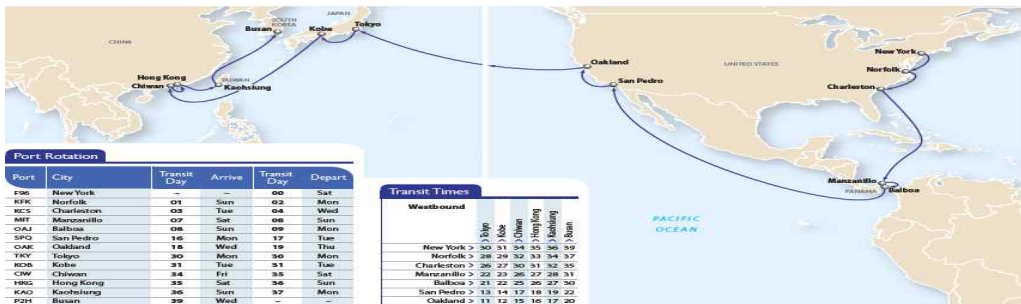 SOUTH
KOREA
JAPAN
Busan
Kobe
Tokyo
CHINA
Hong Kong
Chiwan
TAIWAN
Kaohsiung
Oakland
San Pedro
UNITED STATES
New York
Norfolk
Charleston
Manzanillo
PANAMA
Balboa
PACIFIC
OCEAN
Port Rotation
Port City Transit Day Arrive Transit Day Depart
F96 New York – – 00 Sat
KFK Norfolk 01 Sun 02 Mon
KCS Charleston 03 Tue 04 Wed
MIT Manzanillo 07 Sat 08 Sun
OAJ Balboa 08 Sun 09 Mon
SPQ San Pedro 16 Mon 17 Tue
OAK Oakland 18 Wed 19 Thu
TKY Tokyo 30 Mon 30 Mon
KOB Kobe 31 Tue 31 Tue
CIW Chiwan 34 Fri 35 Sat
HKG Hong Kong 35 Sat 36 Sun
KAO Kaohsiung 36 Sun 37 Mon
P2H Busan 39 Wed – –
Transit Times
Westbound > Tokyo > Kobe > Chiwan > Hong Kong > Kaohsiung > Busan
New York > 30 31 34 35 36 39
Norfolk > 28 29 32 33 34 37
Charleston > 26 27 30 31 32 35
Manzanillo > 22 23 26 27 28 31
Balboa > 21 22 25 26 27 30
San Pedro > 13 14 17 18 19 22
Oakland > 11 12 15 16 17 20